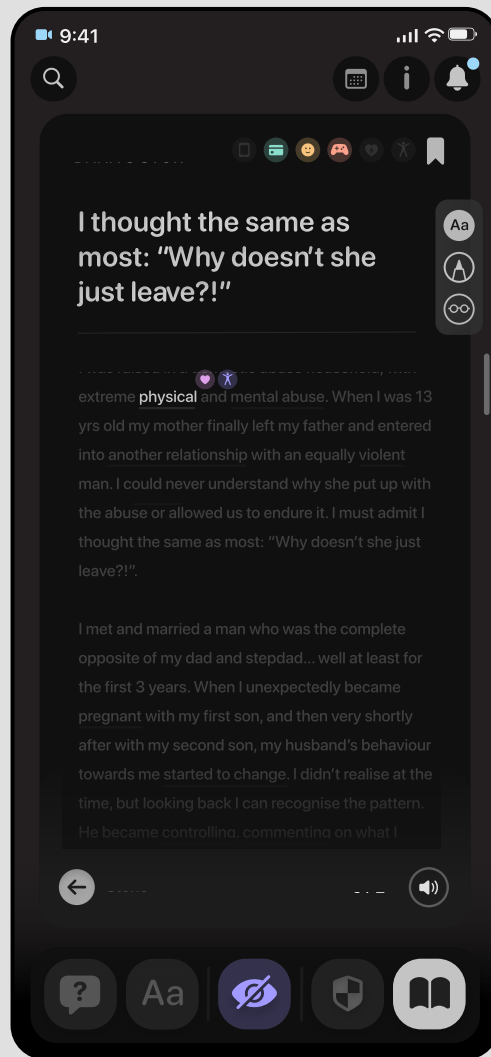 9:41
I thought the same as
most: “Why doesn’t she
just leave?!”
Aa
extreme physical and mental abuse. When I was 13
yrs old my mother finally left my father and entered
into another relationship with an equally violent
man. I could never understand why she put up with
the abuse or allowed us to endure it. I must admit I
thought the same as most: “Why doesn’t she just
leave?!”.
I met and married a man who was the complete
opposite of my dad and stepdad... well at least for
the first 3 years. When I unexpectedly became
pregnant with my first son, and then very shortly
after with my second son, my husband’s behaviour
towards me started to change. I didn’t realise at the
time, but looking back I can recognise the pattern.
He became controlling, commenting on what I
?
Aa